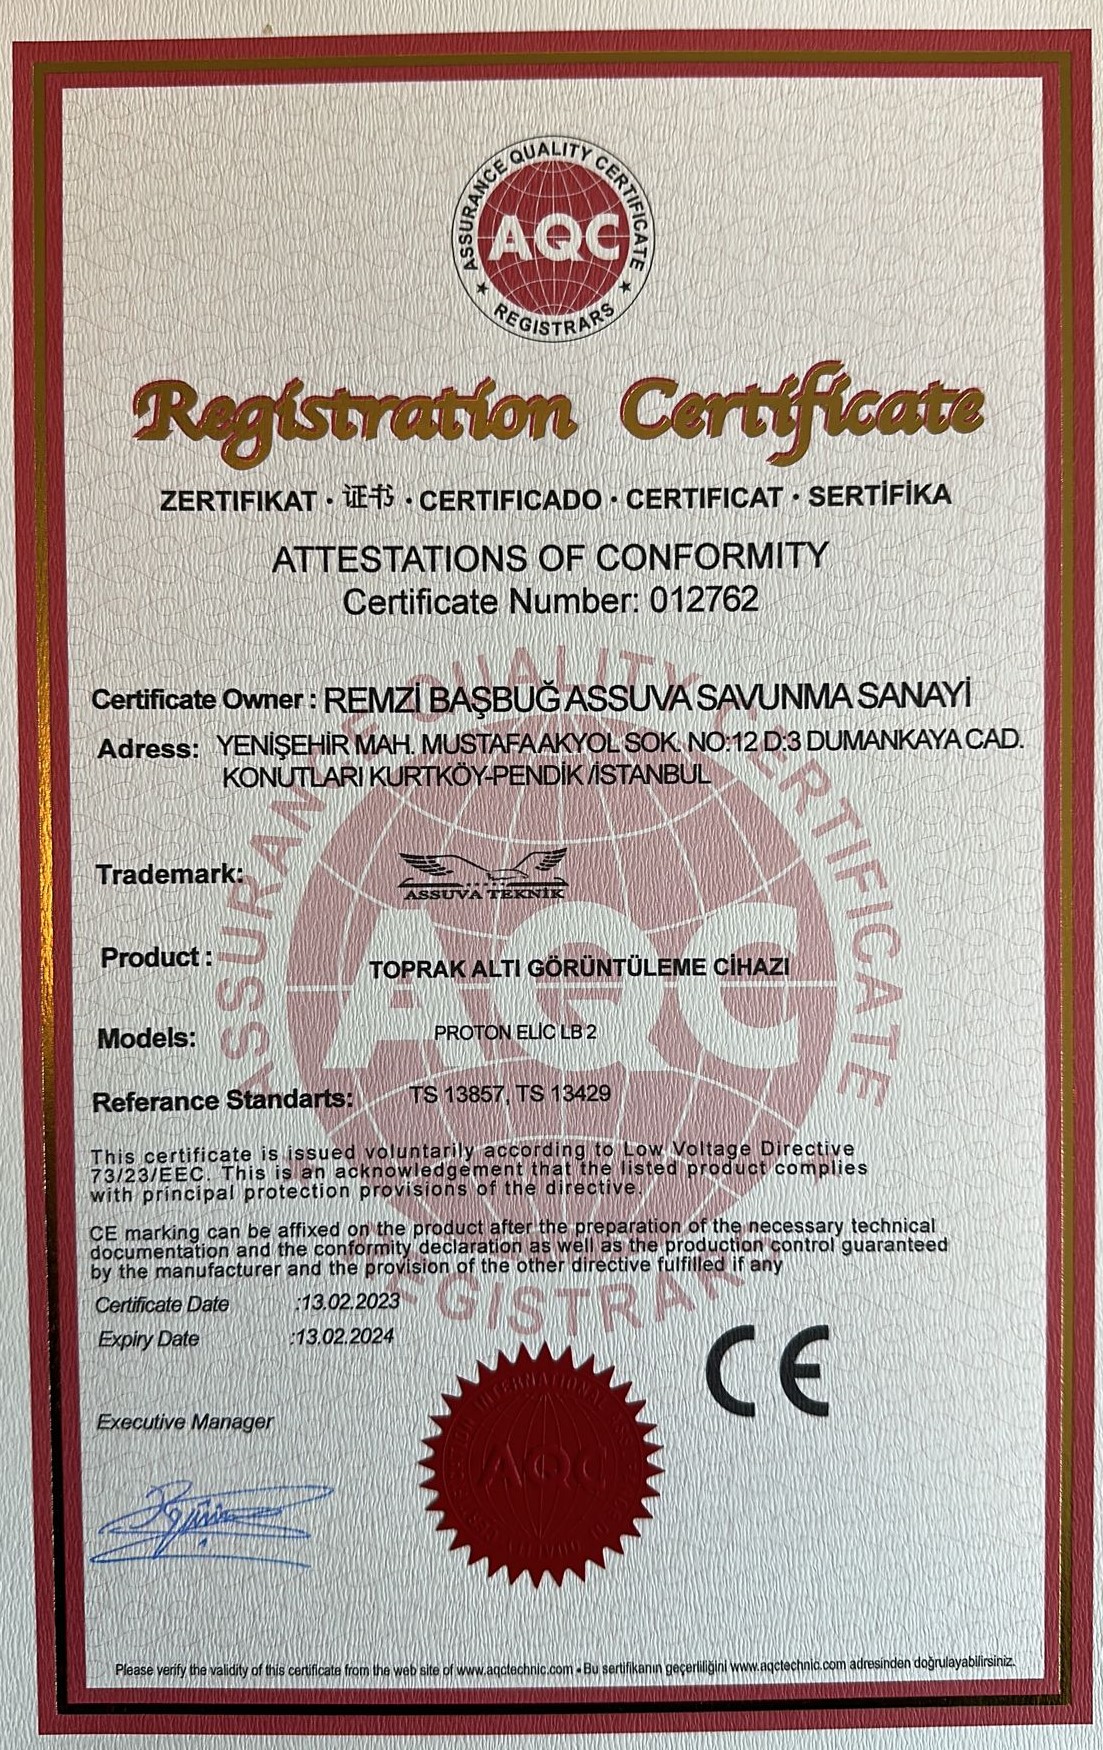 ASSURANCE QUALITY CERTIFICATE
AQC
REGISTRARS
Registration Certificate
ZERTIFIKAT · 证书 · CERTIFICADO · CERTIFICAT · SERTİFİKA
ATTESTATIONS OF CONFORMITY
Certificate Number: 012762
Certificate Owner : REMZİ BAŞBUĞ ASSUVA SAVUNMA SANAYİ
Adress: YENİŞEHİR MAH. MUSTAFA AKYOL SOK. NO:12 D:3 DUMANKAYA CAD.
KONUTLARI KURTKÖY-PENDİK /İSTANBUL
Trademark:
ASSUVA TEKNİK
Product : TOPRAK ALTI GÖRÜNTÜLEME CİHAZI
Models: PROTON ELIC LB 2
Referance Standarts: TS 13857, TS 13429
This certificate is issued voluntarily according to Low Voltage Directive
73/23/EEC. This is an acknowledgement that the listed product complies
with principal protection provisions of the directive.
CE marking can be affixed on the product after the preparation of the necessary technical
documentation and the conformity declaration as well as the production control guaranteed
by the manufacturer and the provision of the other directive fulfilled if any
Certificate Date :13.02.2023
Expiry Date :13.02.2024
CE
Executive Manager
AQC
Please verify the validity of this certificate from the web site of www.aqctechnic.com • Bu sertifikanın geçerliliğini www.aqctechnic.com adresinden doğrulayabilirsiniz.
ASSURANCE QUALITY CERTIFICATE
AQC
REGISTRARS